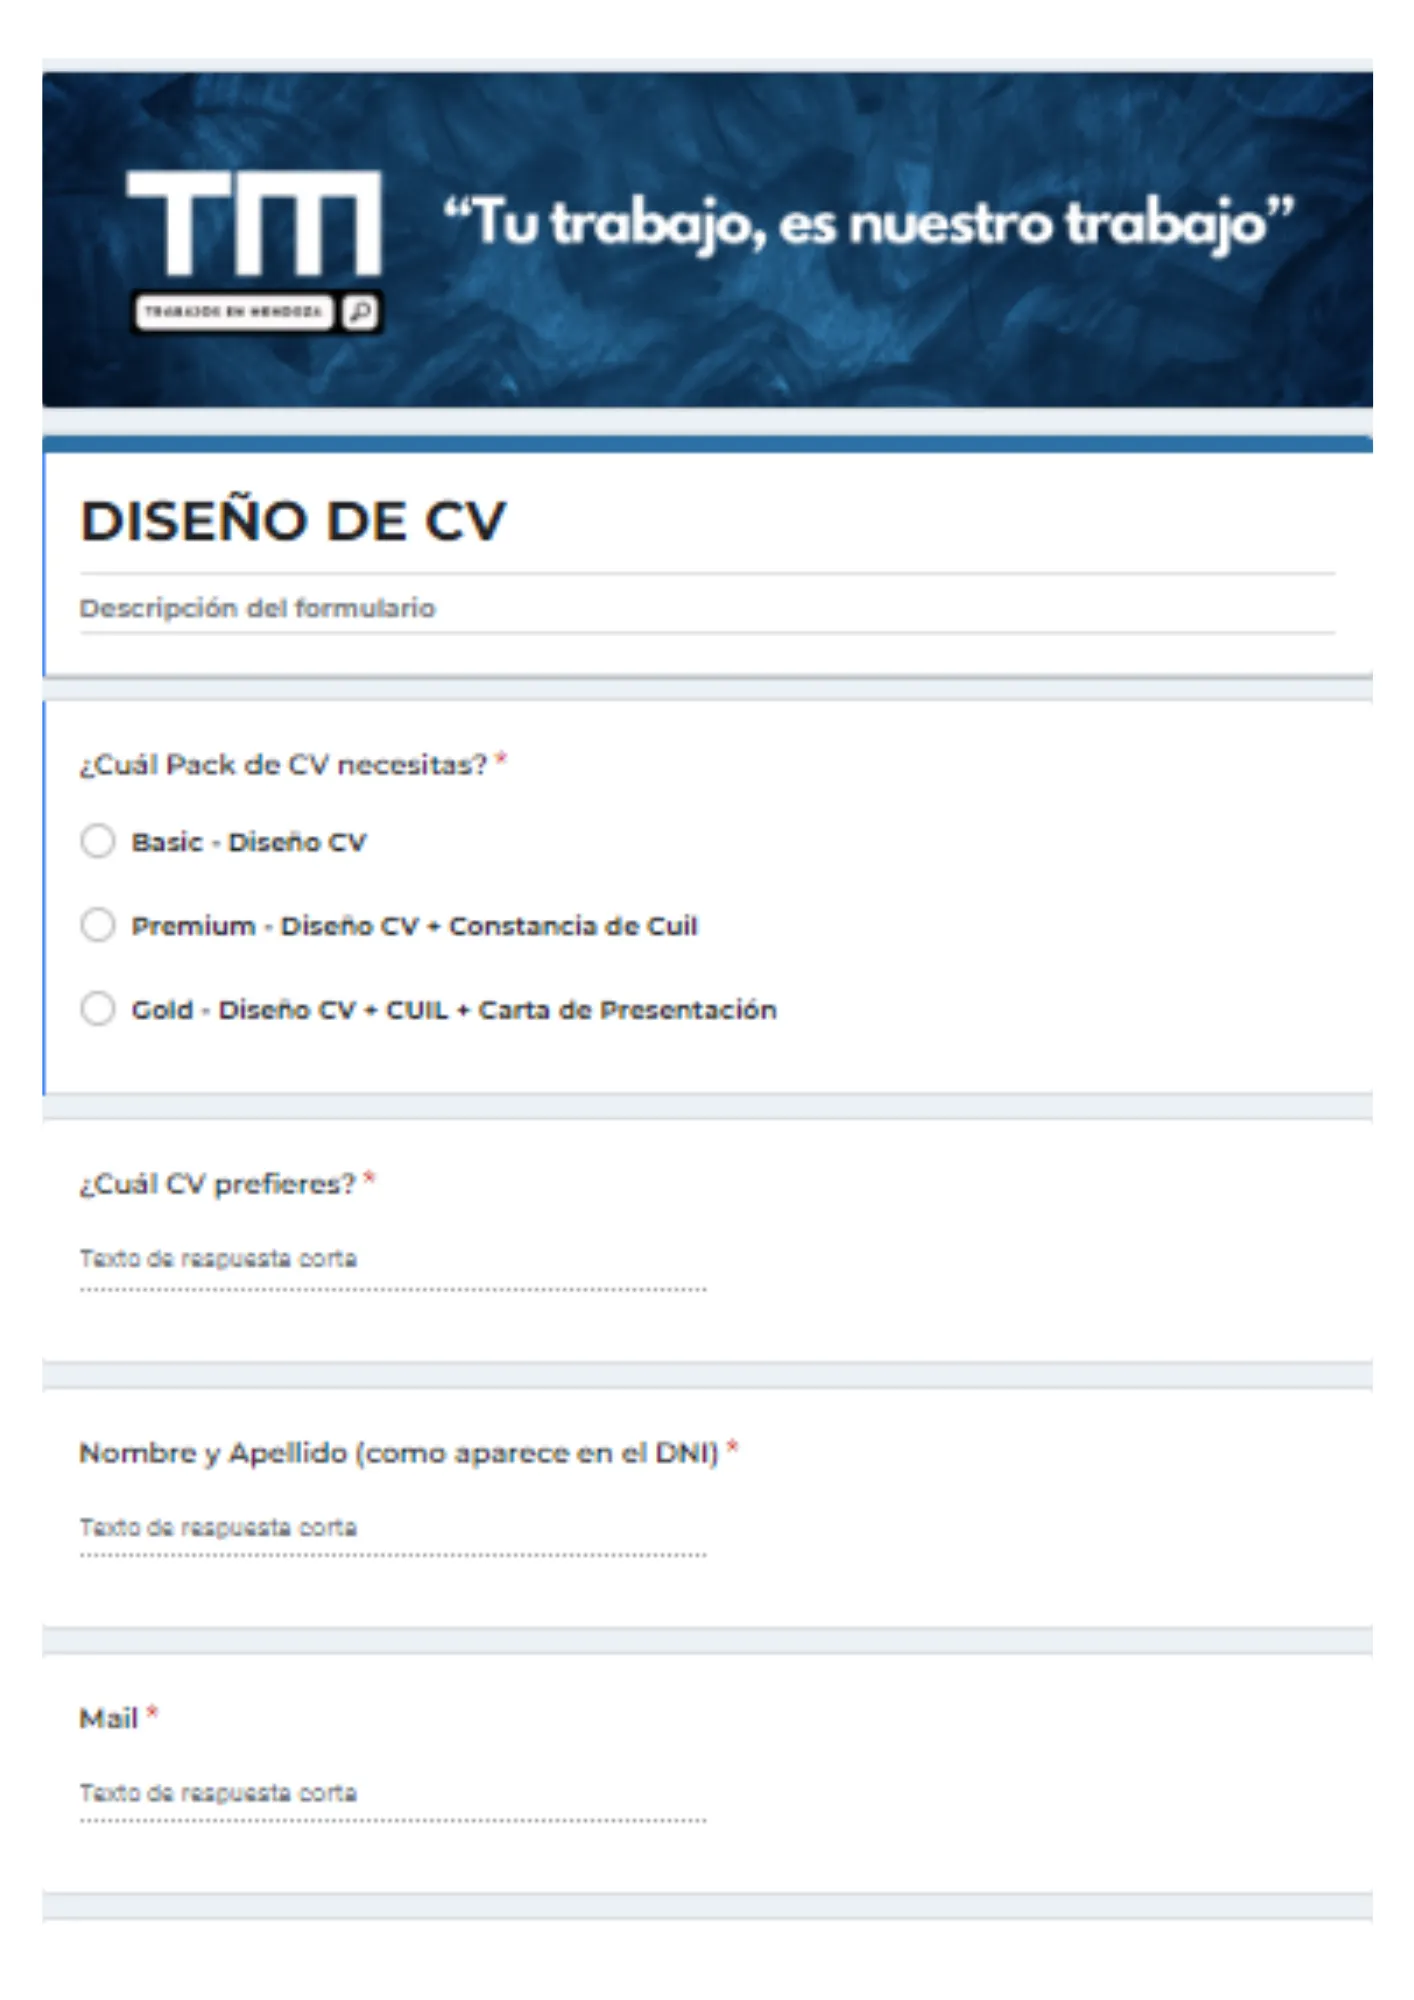 TM
“Tu trabajo, es nuestro trabajo”
TRABAJOS EN MENDOZA
DISEÑO DE CV
Descripción del formulario
¿Cuál Pack de CV necesitas? *
Basic - Diseño CV
Premium - Diseño CV + Constancia de Cuil
Gold - Diseño CV + CUIL + Carta de Presentación
¿Cuál CV prefieres? *
Texto de respuesta corta
Nombre y Apellido (como aparece en el DNI) *
Texto de respuesta corta
Mail *
Texto de respuesta corta